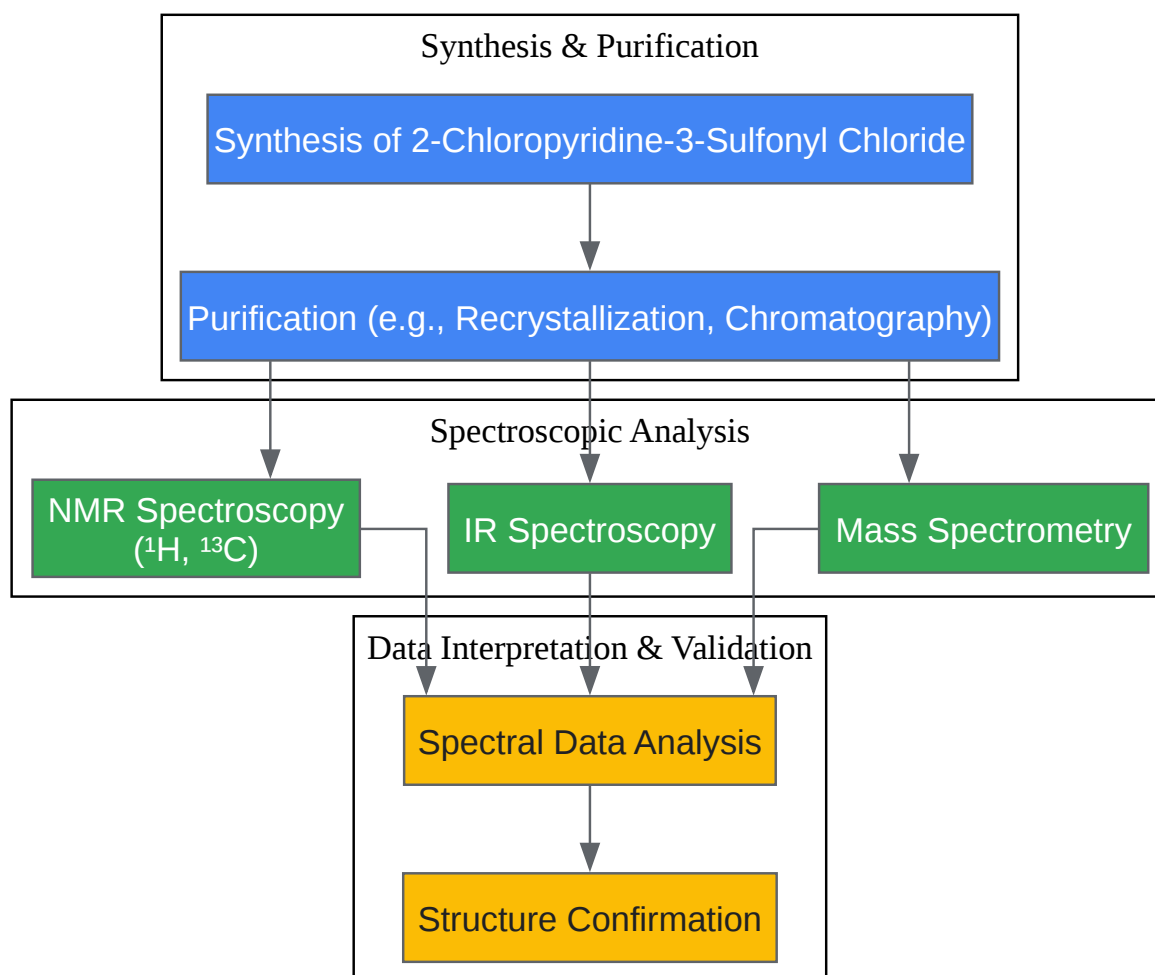 Synthesis & Purification
Synthesis of 2-Chloropyridine-3-Sulfonyl Chloride
Purification (e.g., Recrystallization, Chromatography)
Spectroscopic Analysis
NMR Spectroscopy
(¹H, ¹³C)
IR Spectroscopy
Mass Spectrometry
Data Interpretation & Validation
Spectral Data Analysis
Structure Confirmation